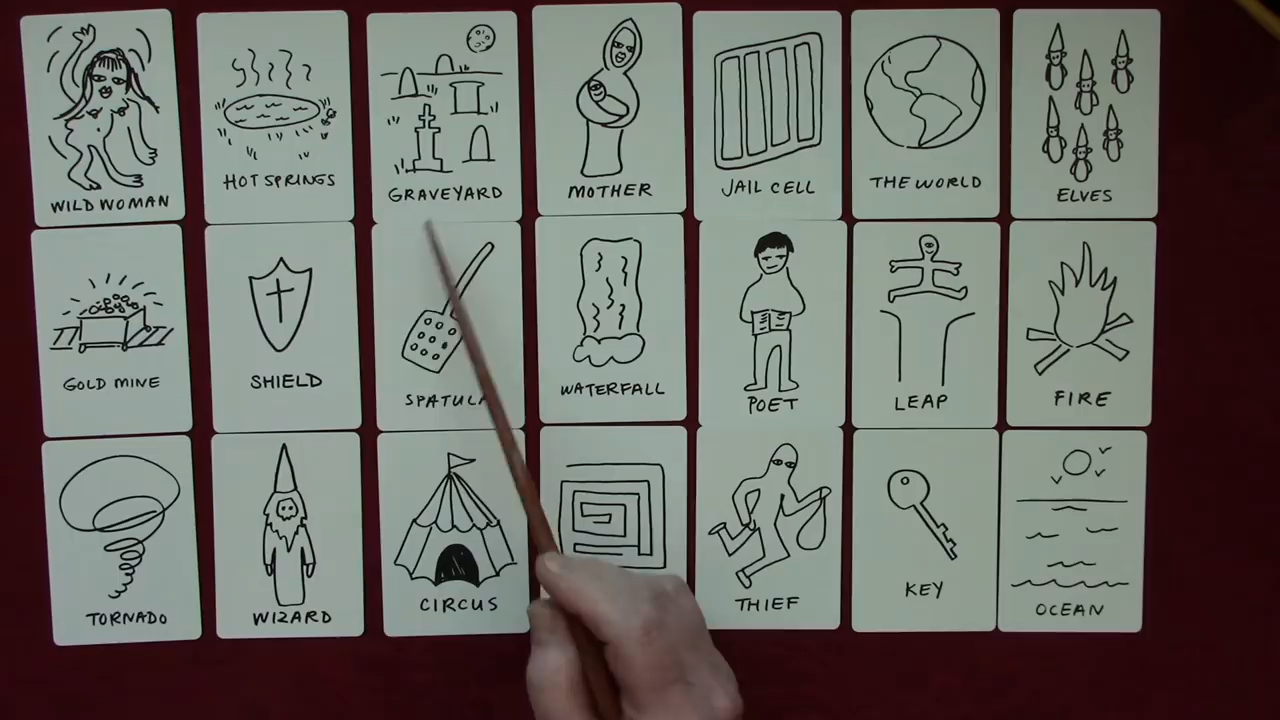 WILD WOMAN
HOT SPRINGS
GRAVEYARD
MOTHER
JAIL CELL
THE WORLD
ELVES
GOLD MINE
SHIELD
SPATUL
WATERFALL
POET
LEAP
FIRE
TORNADO
WIZARD
CIRCUS
THIEF
KEY
OCEAN